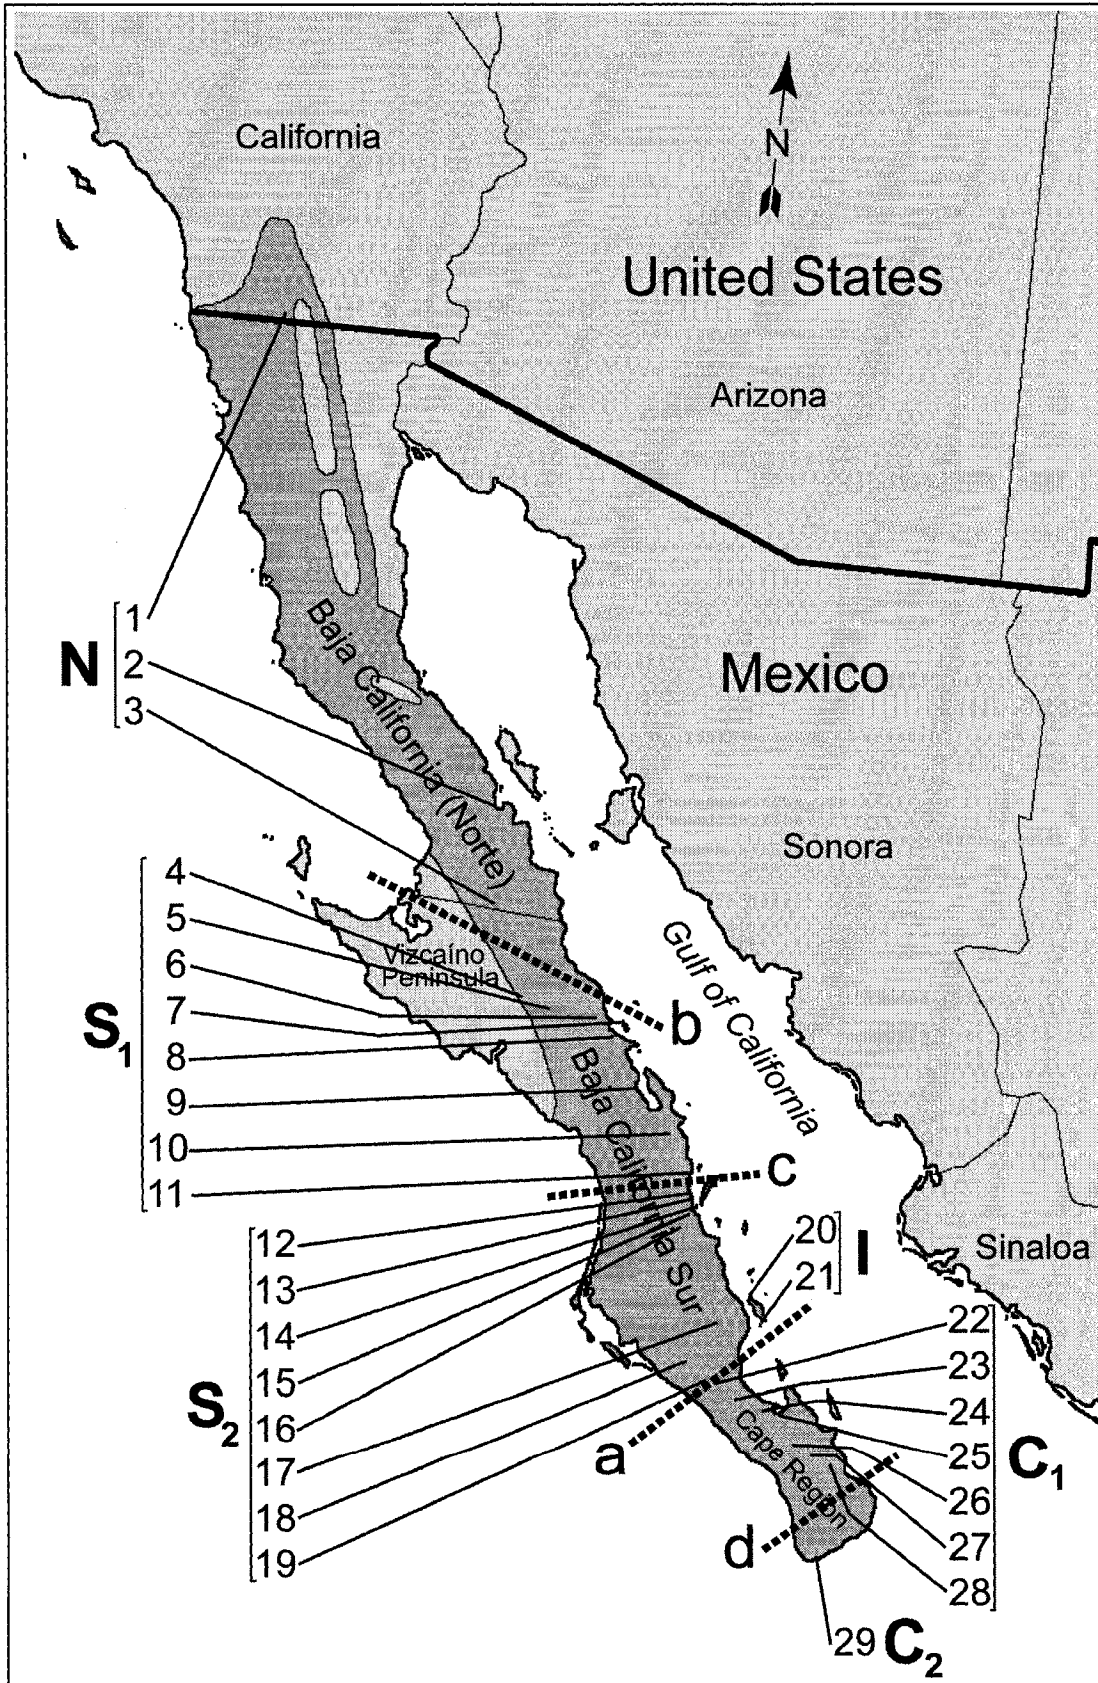 California
N
United States
Arizona
Mexico
Sonora
Sinaloa
Gulf of California
Baja California (Norte)
Vizcaíno
Peninsula
Baja California Sur
Cape Region
N
1
2
3
S1
4
5
6
7
8
9
10
11
b
c
S2
12
13
14
15
16
17
18
19
20
21
I
a
22
23
24
25
26
27
28
C1
d
29 C2